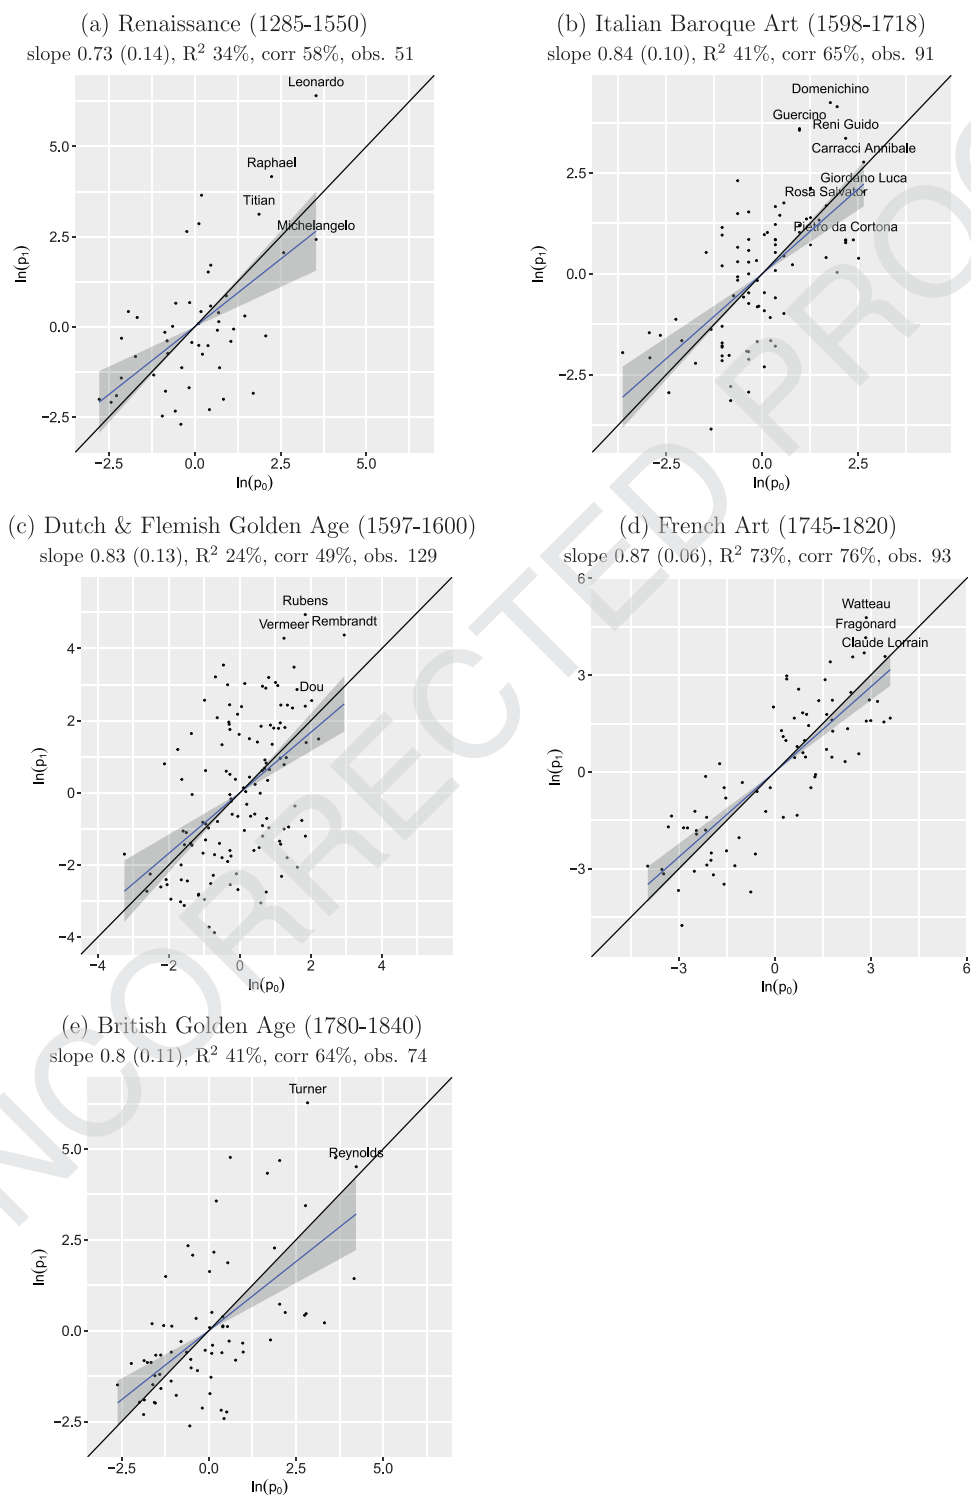 (a) Renaissance (1285-1550)
slope 0.73 (0.14), R² 34%, corr 58%, obs. 51
Leonardo
5.0
Raphael
Titian
2.5
Michelangelo
ln(p₁)
0.0
−2.5
−2.5 0.0 2.5 5.0
ln(p₀)
(b) Italian Baroque Art (1598-1718)
slope 0.84 (0.10), R² 41%, corr 65%, obs. 91
Domenichino
Guercino
Reni Guido
Carracci Annibale
2.5
Giordano Luca
Rosa Salvator
Pietro da Cortona
ln(p₁)
0.0
−2.5
−2.5 0.0 2.5
ln(p₀)
(c) Dutch & Flemish Golden Age (1597-1600)
slope 0.83 (0.13), R² 24%, corr 49%, obs. 129
Rubens
Vermeer Rembrandt
4
Dou
2
ln(p₁)
0
−2
−4
−4 −2 0 2 4
ln(p₀)
(d) French Art (1745-1820)
slope 0.87 (0.06), R² 73%, corr 76%, obs. 93
6
Watteau
Fragonard
Claude Lorrain
3
ln(p₁)
0
−3
−3 0 3 6
ln(p₀)
(e) British Golden Age (1780-1840)
slope 0.8 (0.11), R² 41%, corr 64%, obs. 74
Turner
5.0
Reynolds
2.5
ln(p₁)
0.0
−2.5
−2.5 0.0 2.5 5.0
ln(p₀)
NCORRECTED PROO